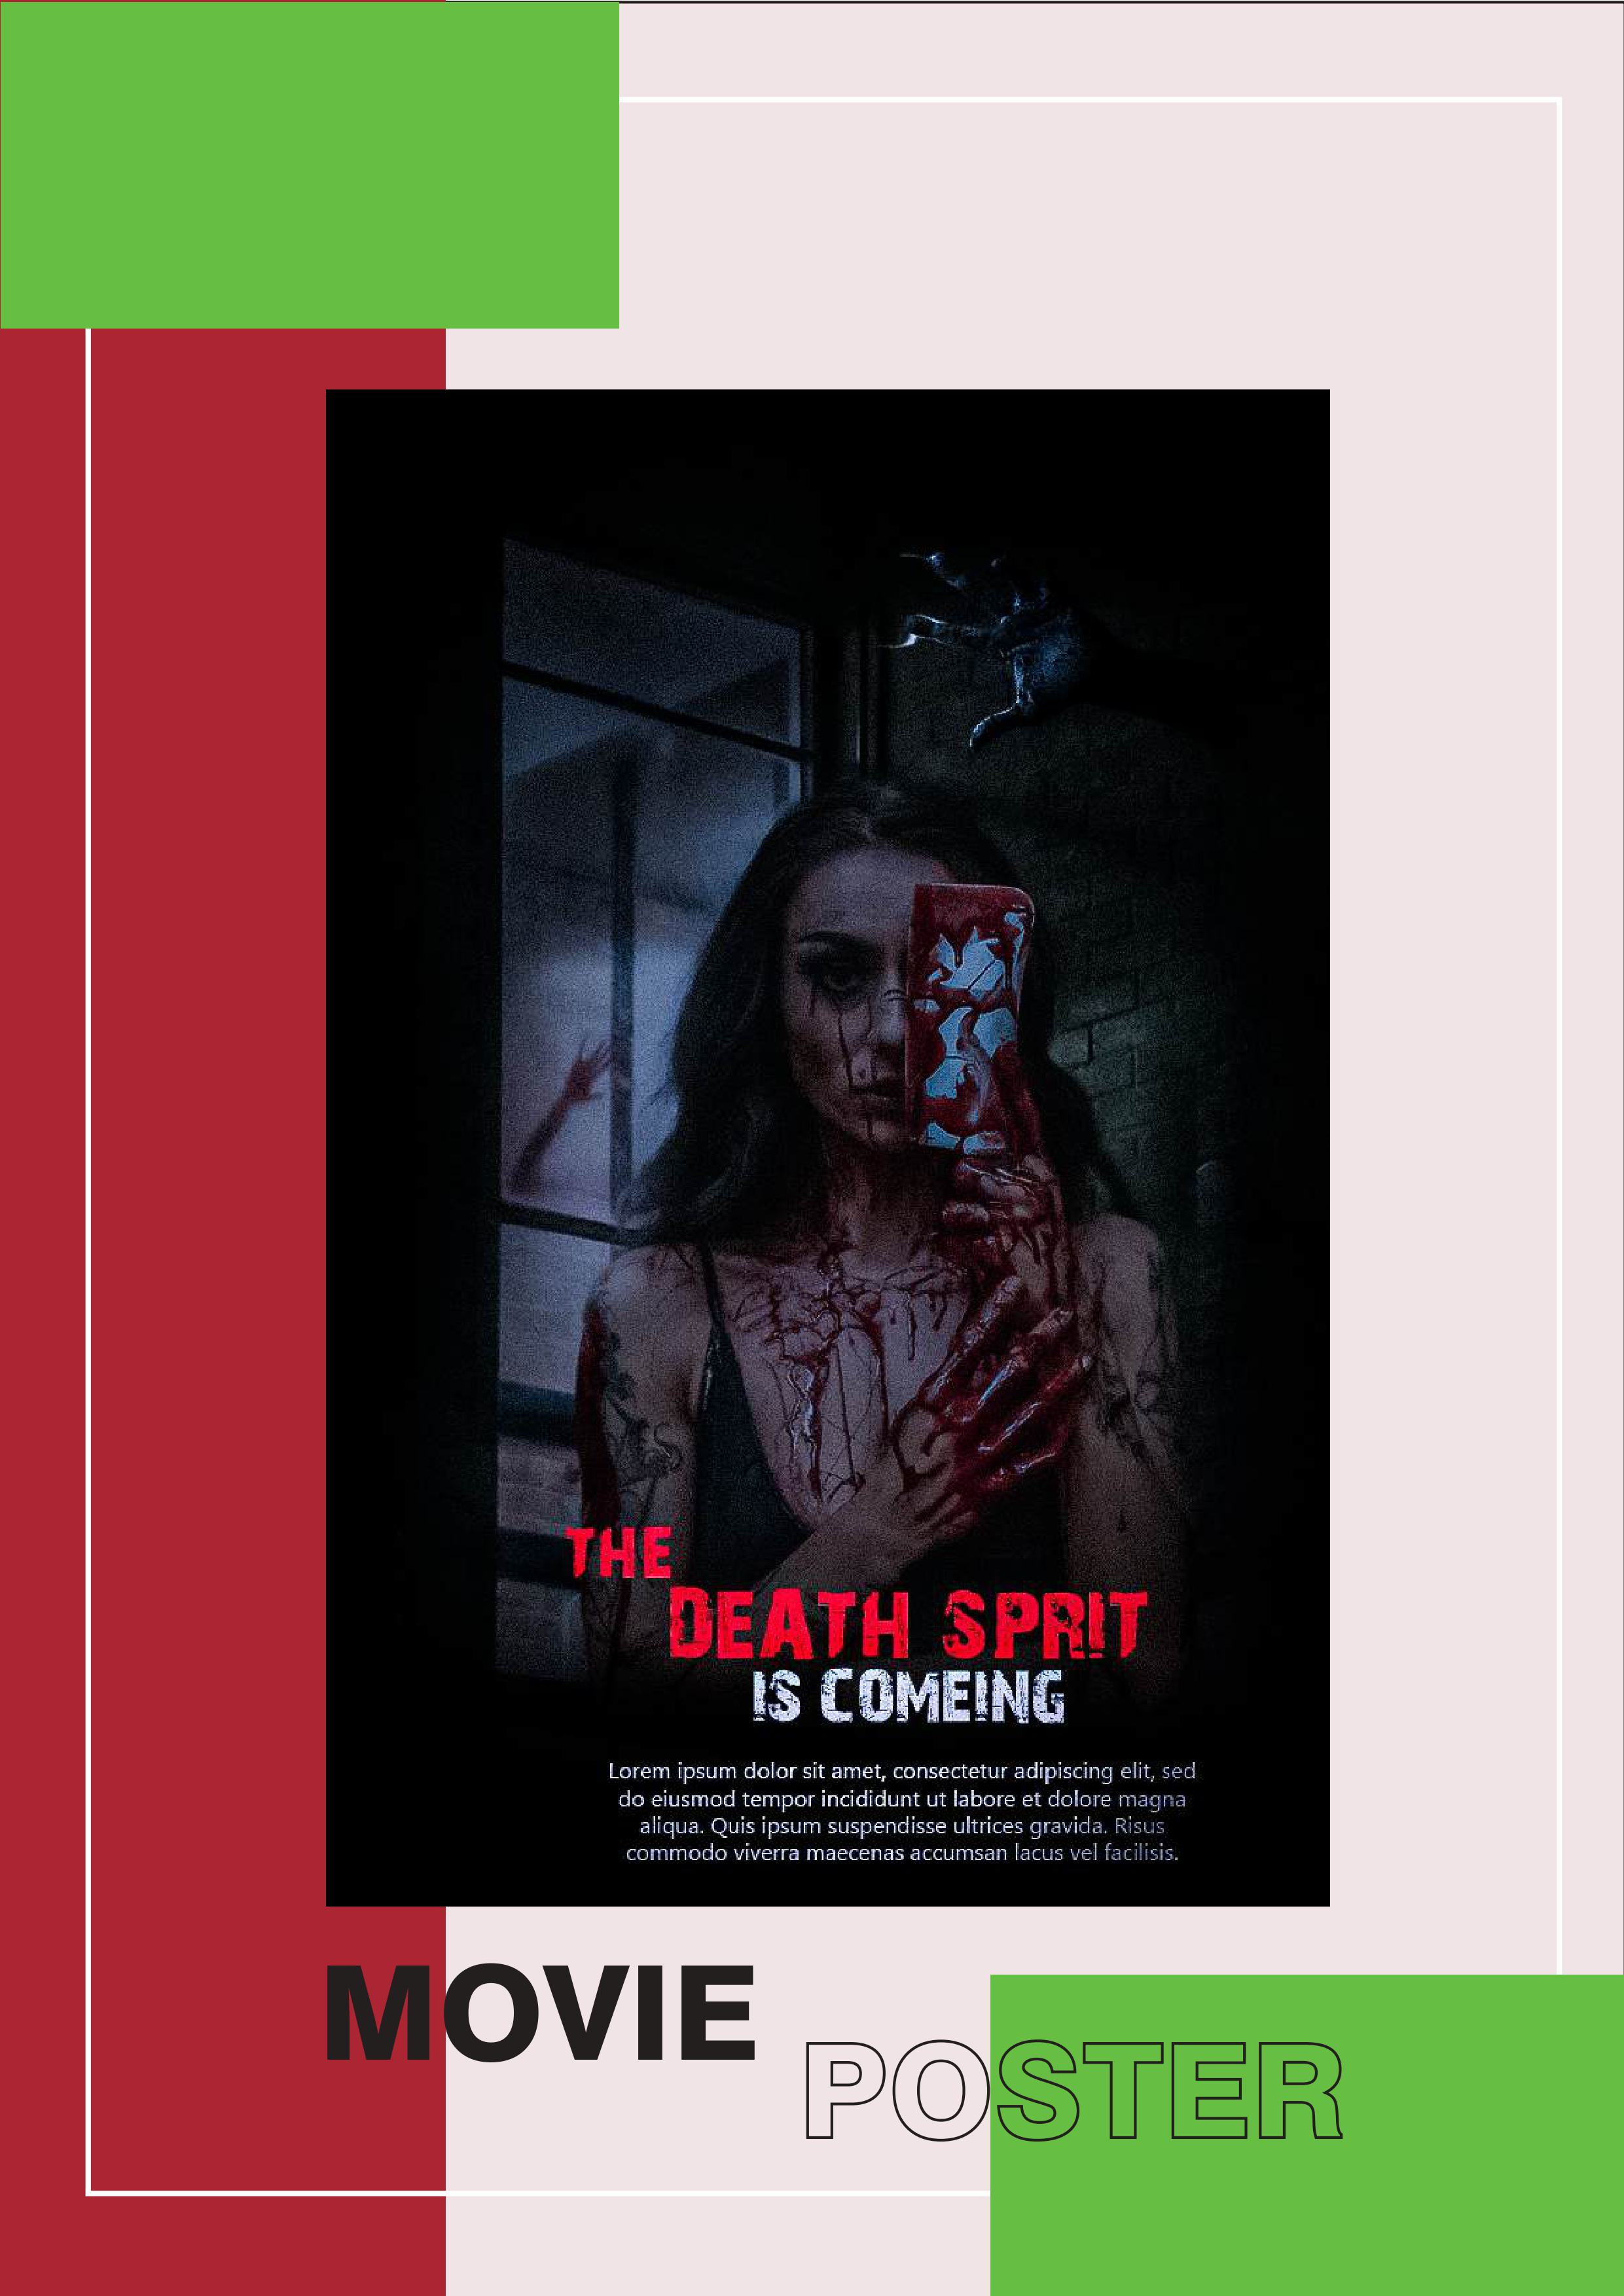 THE
DEATH SPRIT
IS COMEING
Lorem ipsum dolor sit amet, consectetur adipiscing elit, sed
do eiusmod tempor incididunt ut labore et dolore magna
aliqua. Quis ipsum suspendisse ultrices gravida. Risus
commodo viverra maecenas accumsan lacus vel facilisis.
MOVIE
POSTER